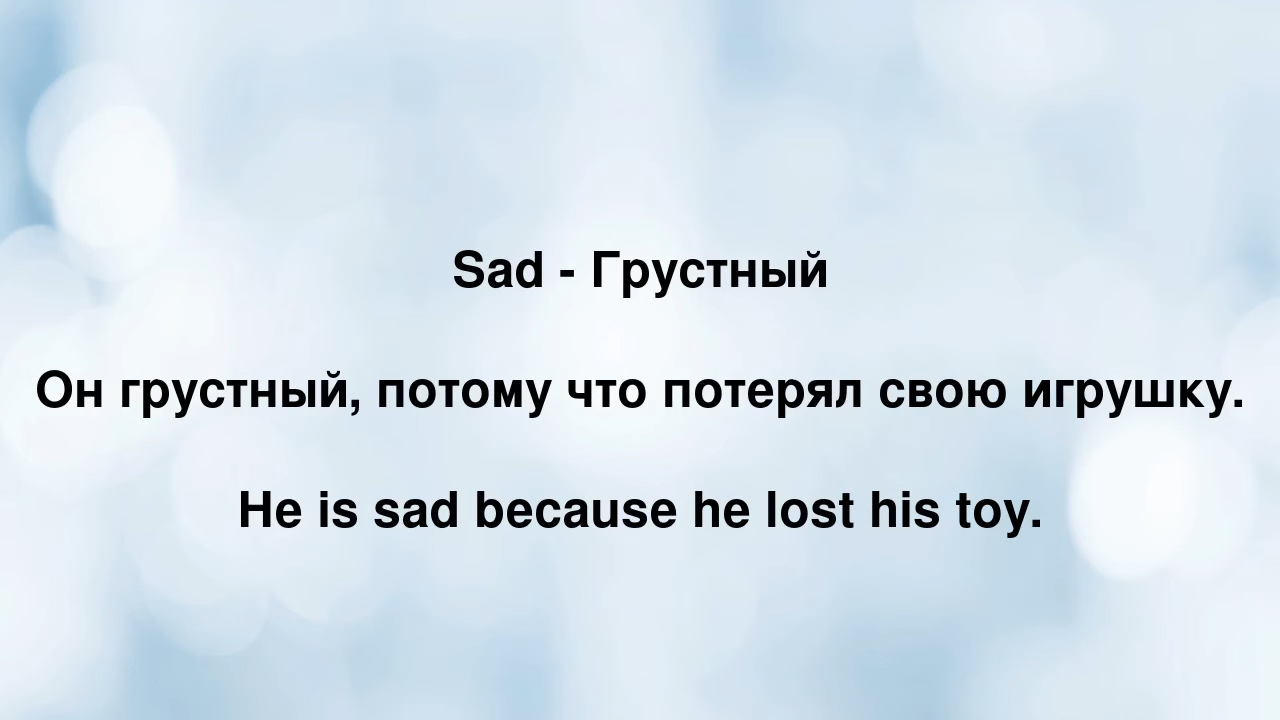 Sad - Грустный
Он грустный, потому что потерял свою игрушку.
He is sad because he lost his toy.